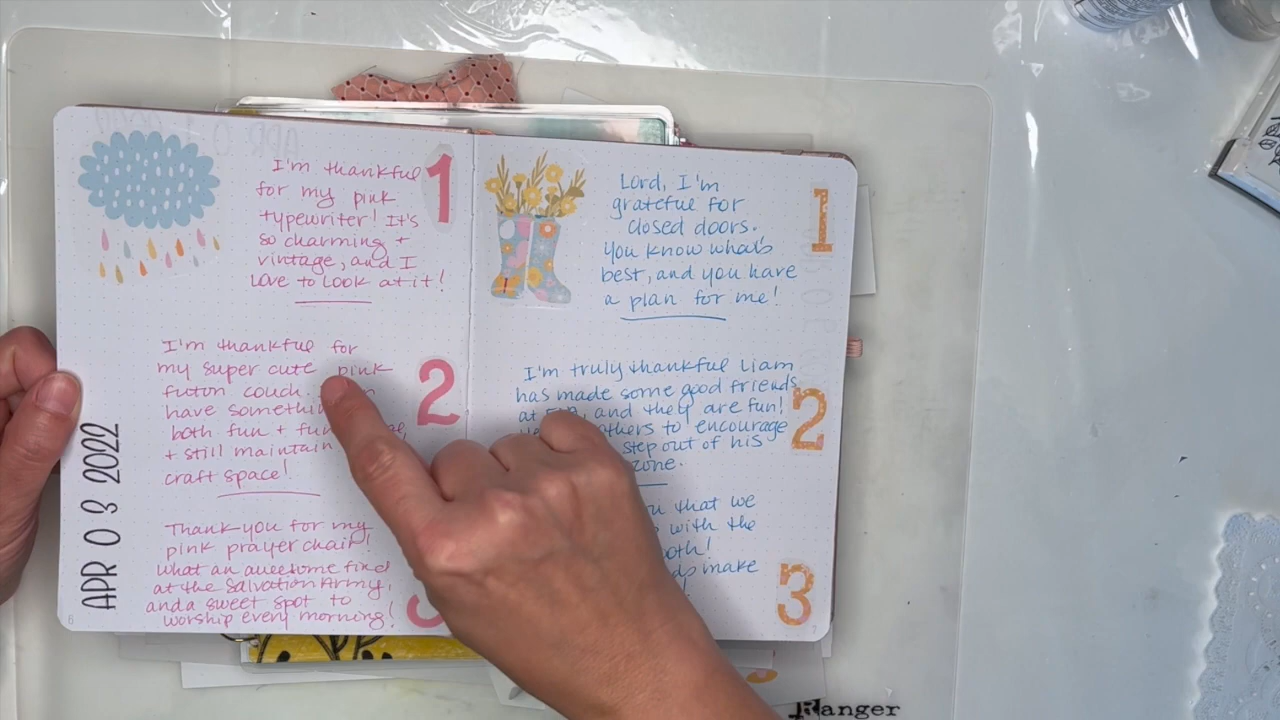 I'm thankful
for my pink
typewriter! It's
so charming +
vintage, and I
love to look at it!
1
I'm thankful for
my super cute pink
futon couch.
have
both fun +
+ still maintain
craft space!
2
Thank you for my
pink prayer chair!
What an awesome find
at the Salvation Army,
and a sweet spot to
worship every morning!
APR 03 2022
6
Lord, I'm
grateful for
closed doors.
You know what's
best, and you have
a plan for me!
1
I'm truly thankful Liam
has made some good friends
at and they are fun!
others to encourage
step out of his
zone.
2
that we
with the
make
3
7
Ranger